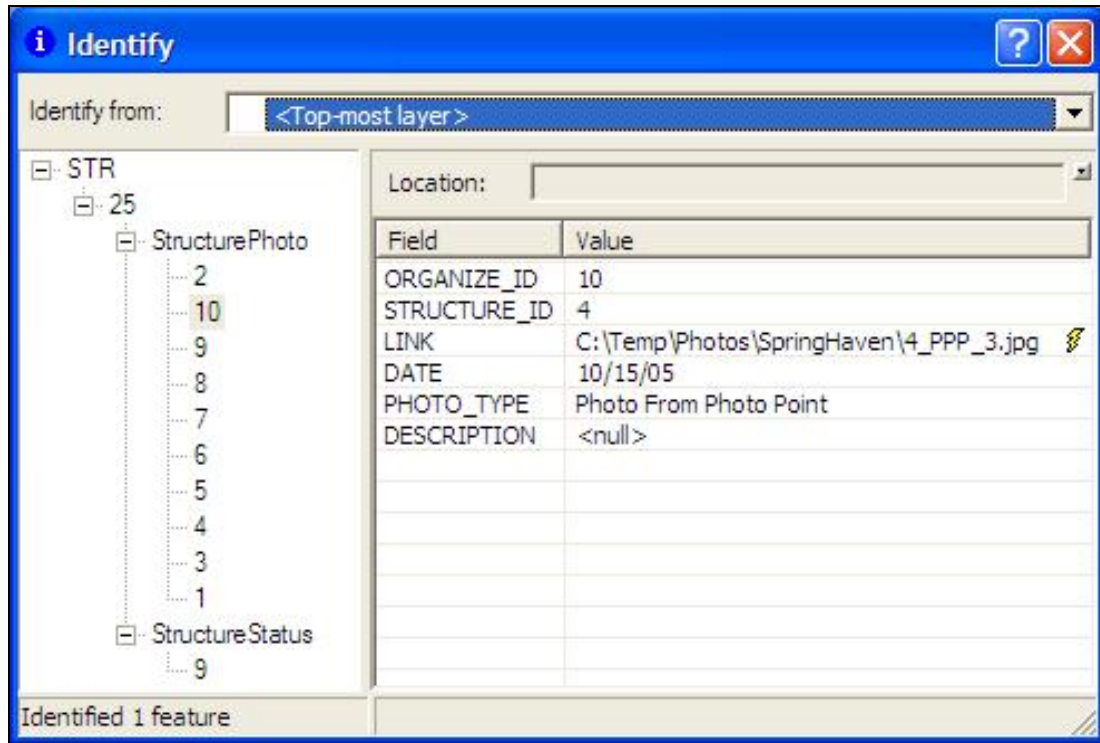 Identify
Identify from: <Top-most layer>
STR
25
StructurePhoto
2
10
9
8
7
6
5
4
3
1
StructureStatus
9
Location:
Field Value
ORGANIZE_ID 10
STRUCTURE_ID 4
LINK C:\Temp\Photos\SpringHaven\4_PPP_3.jpg
DATE 10/15/05
PHOTO_TYPE Photo From Photo Point
DESCRIPTION <null>
Identified 1 feature